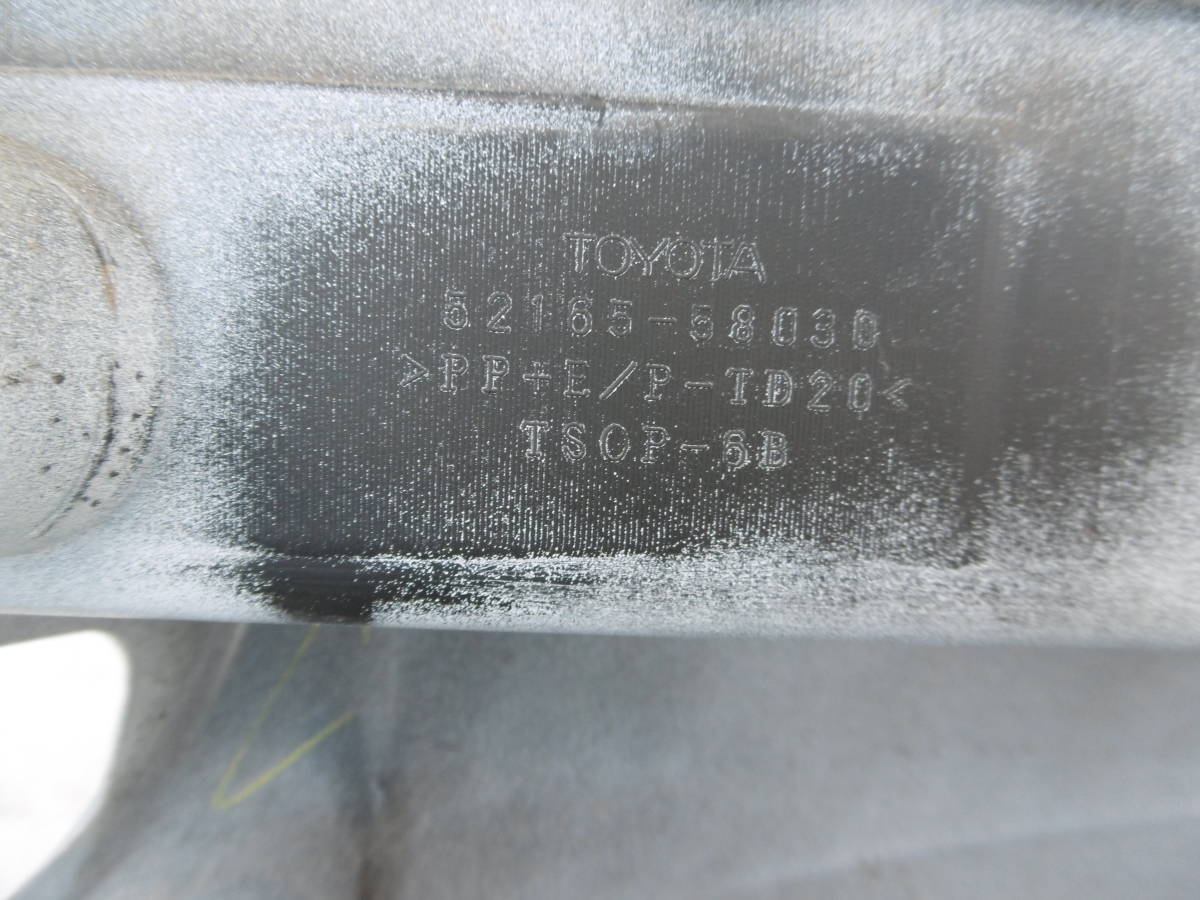 TOYOTA
52165-58030
>PP+E/P-TD20<
TSOP-6B